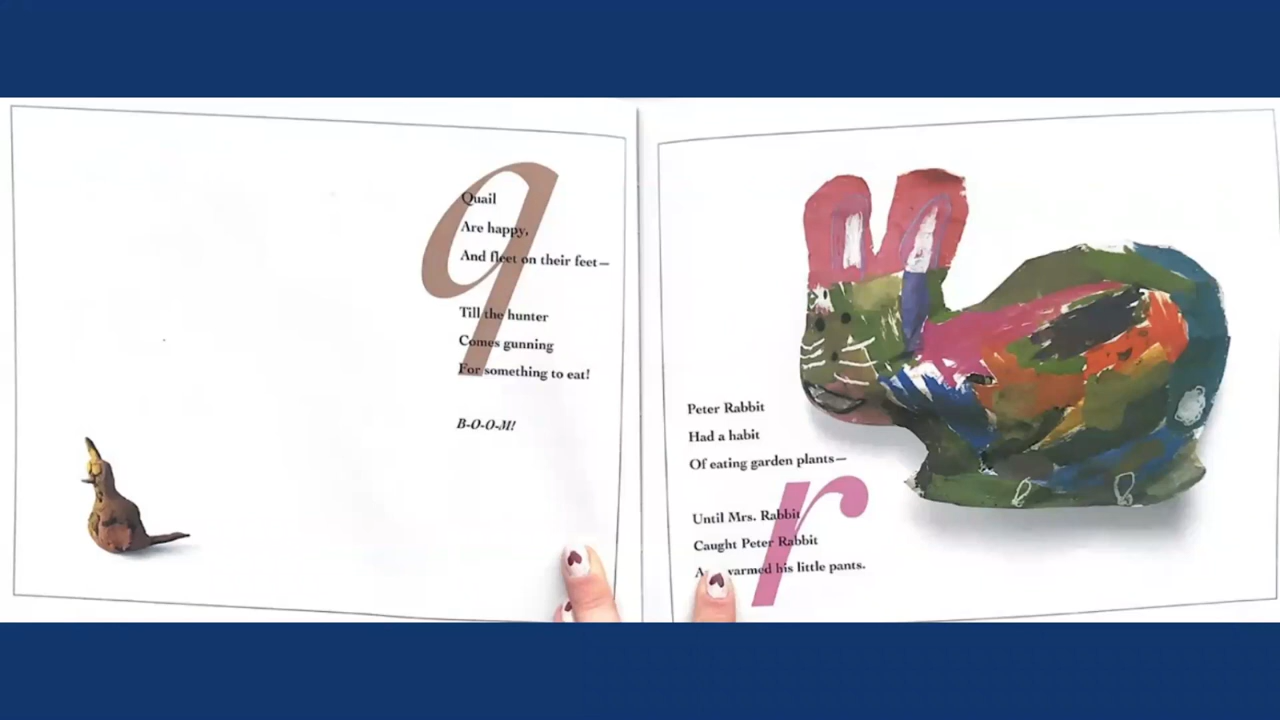 q
Quail
Are happy,
And fleet on their feet—
Till the hunter
Comes gunning
For something to eat!
B-O-O-M!
Peter Rabbit
Had a habit
Of eating garden plants—
r
Until Mrs. Rabbit
Caught Peter Rabbit
warmed his little pants.